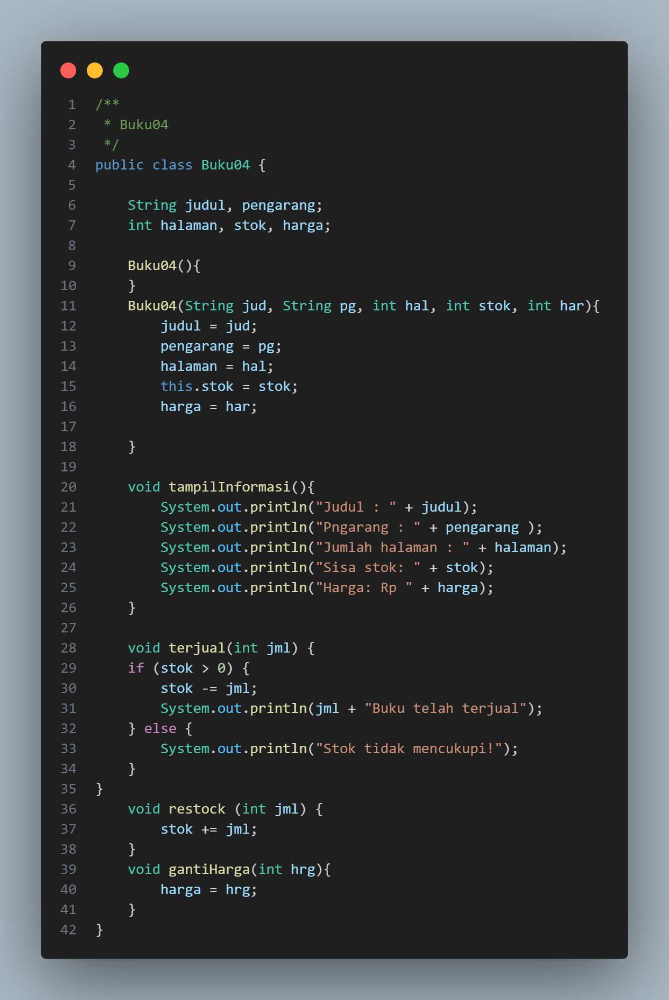 1 /**
2  * Buku04
3  */
4 public class Buku04 {
5
6     String judul, pengarang;
7     int halaman, stok, harga;
8
9     Buku04(){
10     }
11     Buku04(String jud, String pg, int hal, int stok, int har){
12         judul = jud;
13         pengarang = pg;
14         halaman = hal;
15         this.stok = stok;
16         harga = har;
17
18     }
19
20     void tampilInformasi(){
21         System.out.println("Judul : " + judul);
22         System.out.println("Pngarang : " + pengarang );
23         System.out.println("Jumlah halaman : " + halaman);
24         System.out.println("Sisa stok: " + stok);
25         System.out.println("Harga: Rp " + harga);
26     }
27
28     void terjual(int jml) {
29     if (stok > 0) {
30         stok -= jml;
31         System.out.println(jml + "Buku telah terjual");
32     } else {
33         System.out.println("Stok tidak mencukupi!");
34     }
35 }
36     void restock (int jml) {
37         stok += jml;
38     }
39     void gantiHarga(int hrg){
40         harga = hrg;
41     }
42 }